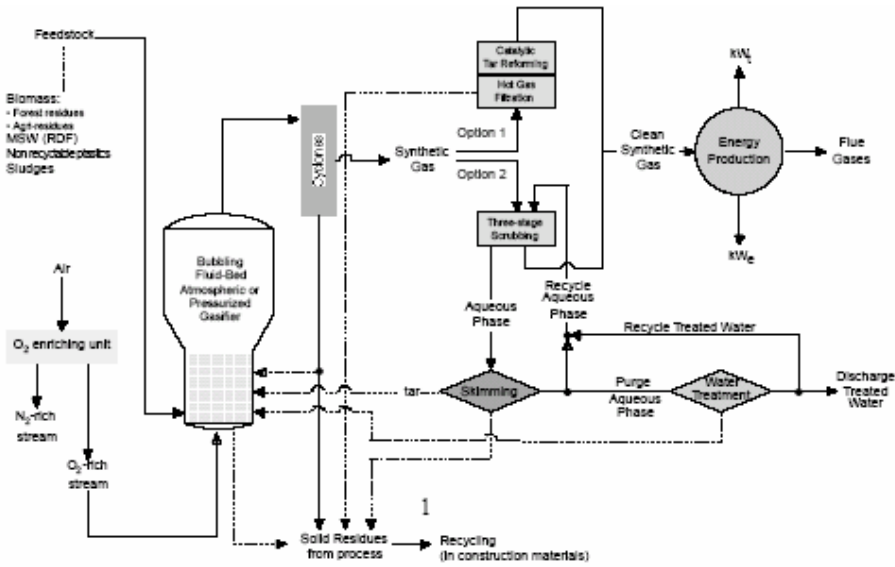 Feedstock
Biomass:
- Forest residues
- Agri-residues
MSW (RDF)
Non recyclable plastics
Sludges
Air
O2 enriching unit
N2-rich
stream
O2-rich
stream
Bubbling
Fluid-Bed
Atmospheric or
Pressurized
Gasifier
Cyclones
Synthetic
Gas
Option 1
Option 2
Catalytic
Tar Reforming
Hot Gas
Filtration
Three-stage
Scrubbing
Clean
Synthetic
Gas
kWt
Energy
Production
Flue
Gases
kWe
Aqueous
Phase
Recycle
Aqueous
Phase
Recycle Treated Water
tar
Skimming
Purge
Aqueous
Phase
Water
Treatment
Discharge
Treated
Water
1
Solid Residues
from process
Recycling
(in construction materials)